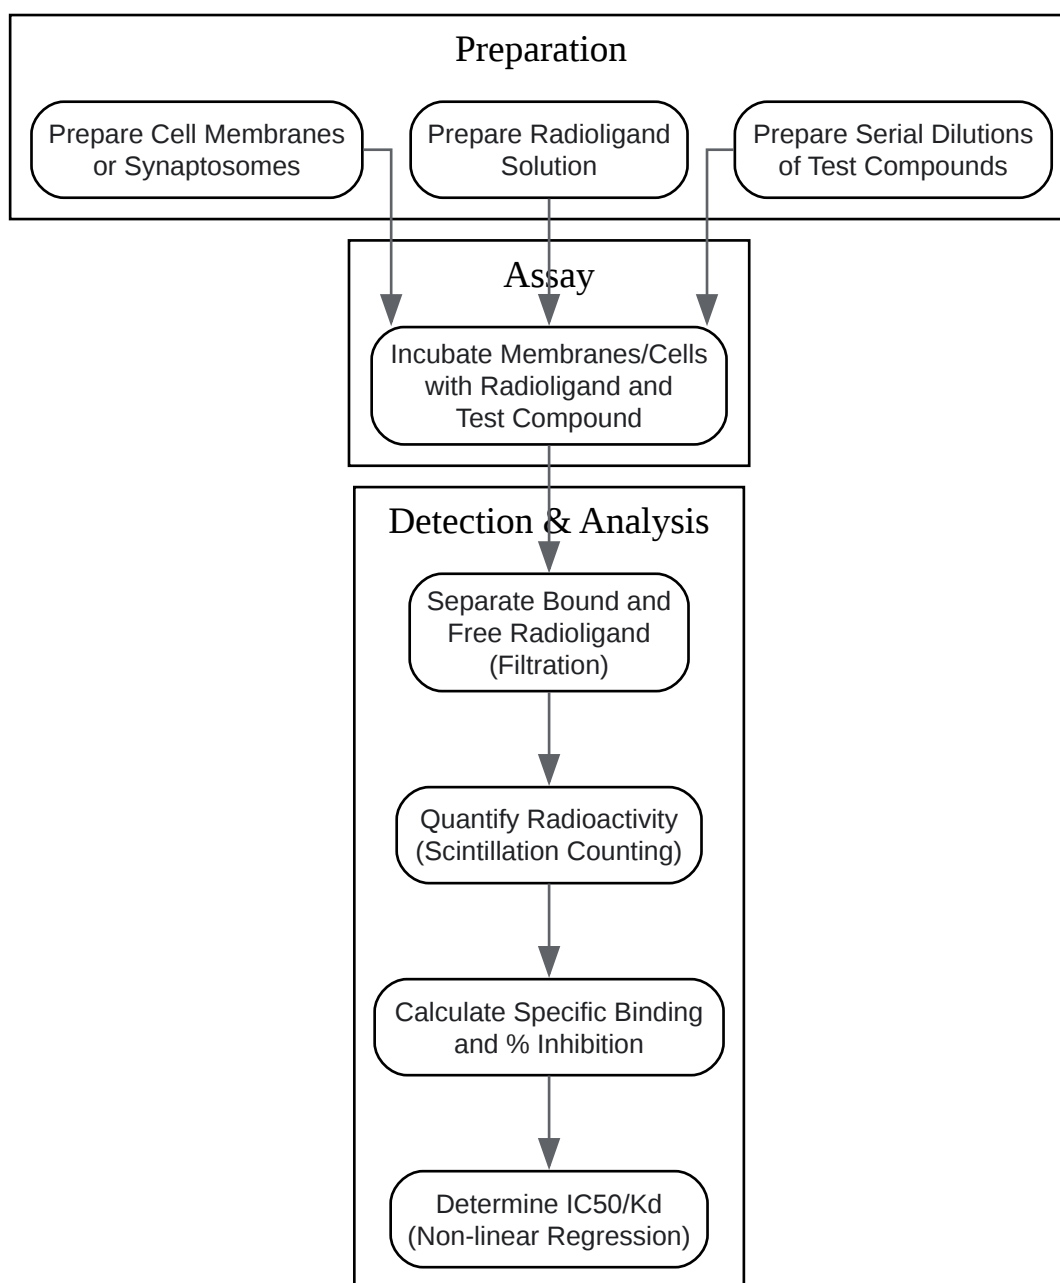 Preparation
Prepare Cell Membranes
or Synaptosomes
Prepare Radioligand
Solution
Prepare Serial Dilutions
of Test Compounds
Assay
Incubate Membranes/Cells
with Radioligand and
Test Compound
Detection & Analysis
Separate Bound and
Free Radioligand
(Filtration)
Quantify Radioactivity
(Scintillation Counting)
Calculate Specific Binding
and % Inhibition
Determine IC50/Kd
(Non-linear Regression)